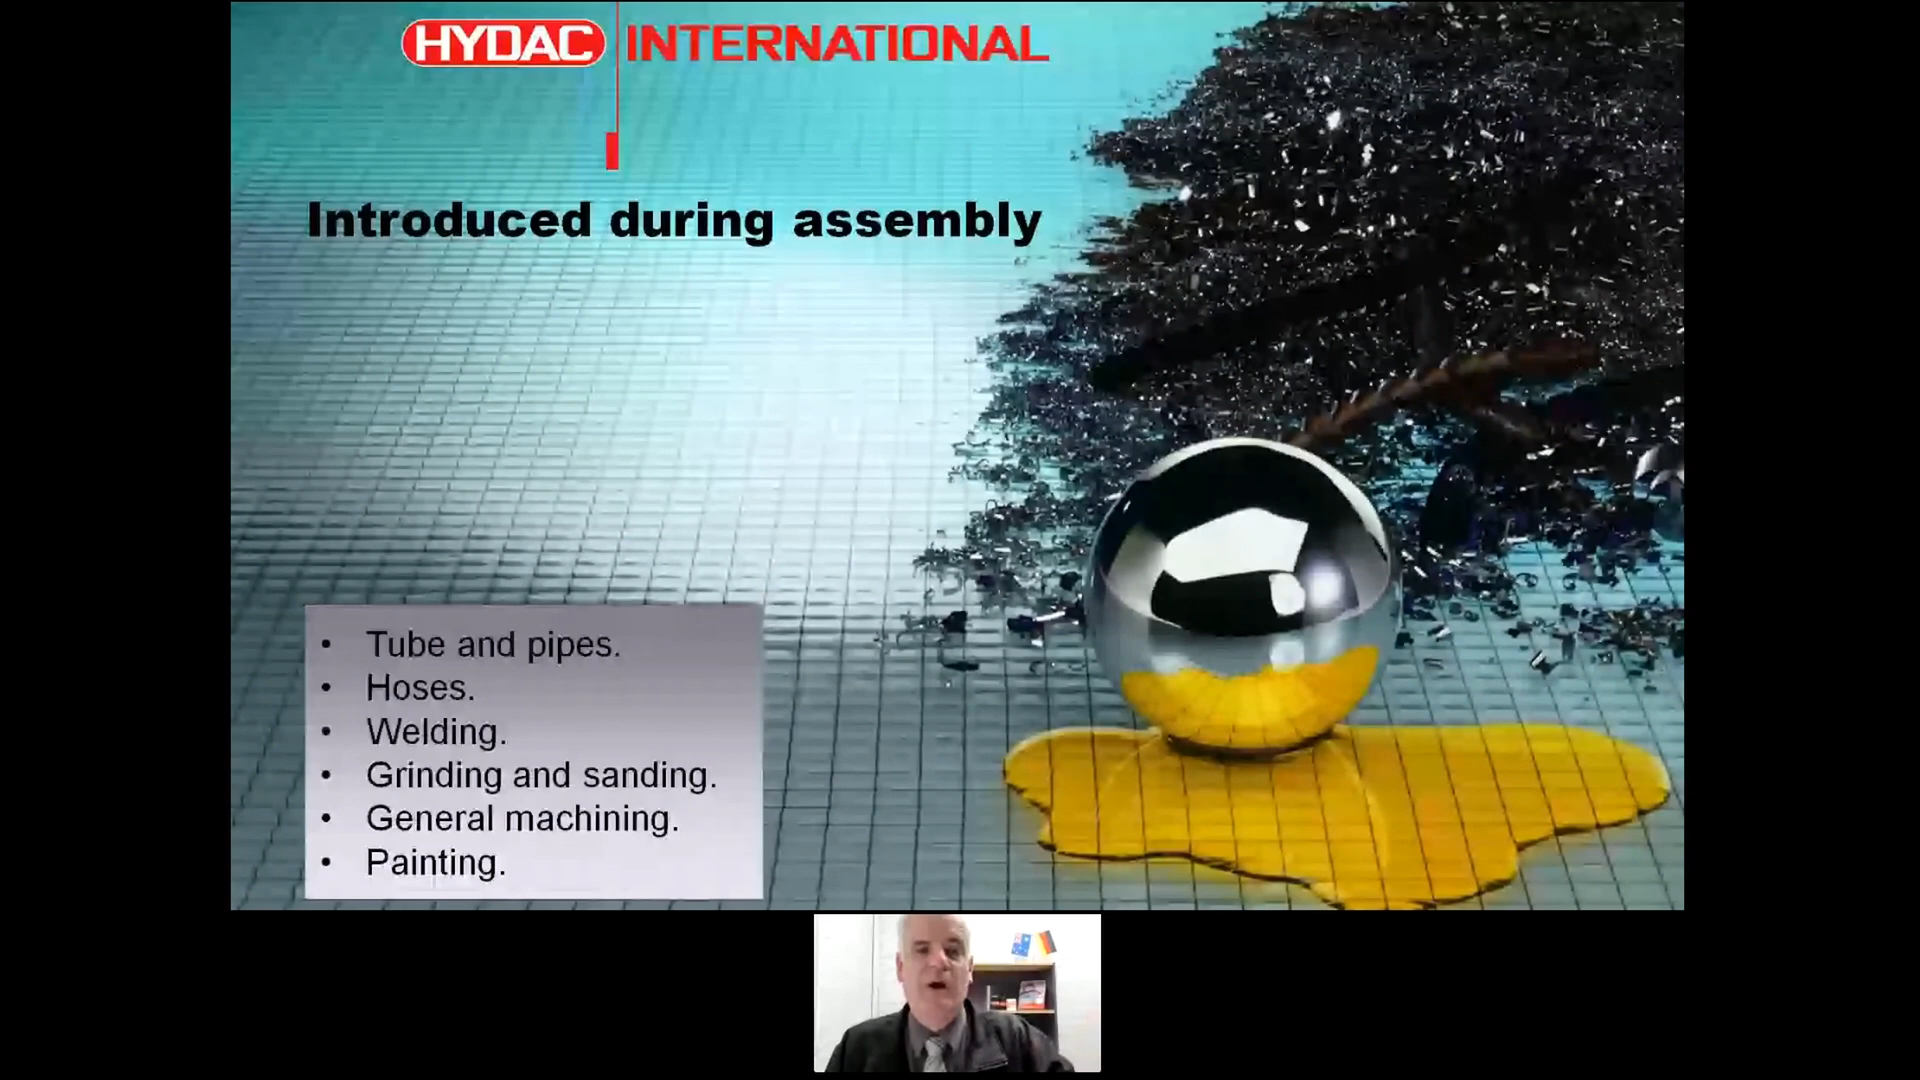 HYDAC INTERNATIONAL
Introduced during assembly
• Tube and pipes.
• Hoses.
• Welding.
• Grinding and sanding.
• General machining.
• Painting.